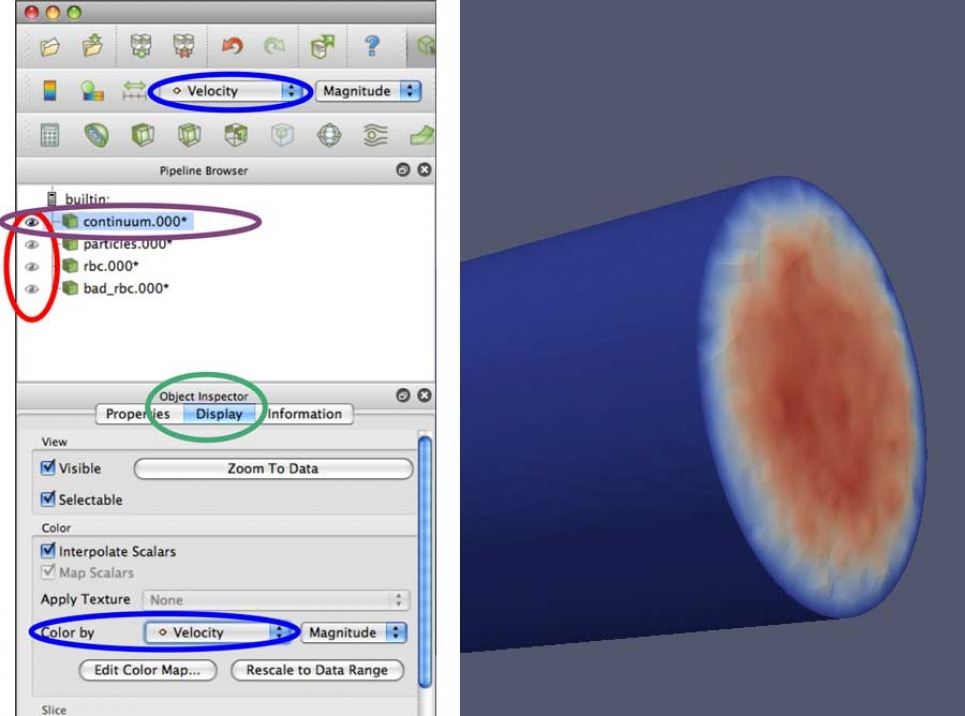 Velocity Magnitude
Pipeline Browser
builtin:
continuum.000*
particles.000*
rbc.000*
bad_rbc.000*
Object Inspector
Properties Display Information
View
Visible Zoom To Data
Selectable
Color
Interpolate Scalars
Map Scalars
Apply Texture None
Color by Velocity Magnitude
Edit Color Map... Rescale to Data Range
Slice